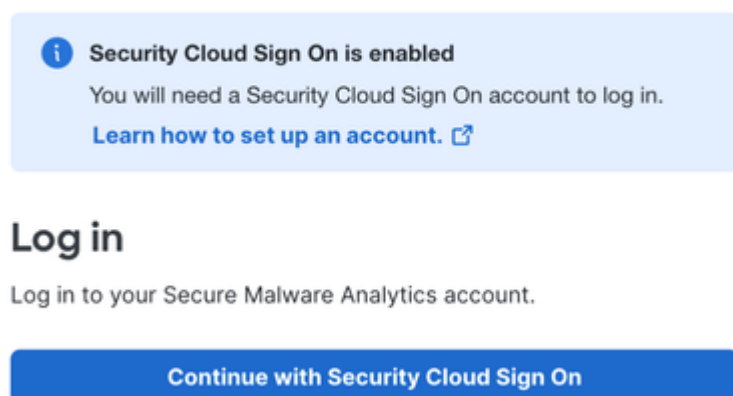 Security Cloud Sign On is enabled
You will need a Security Cloud Sign On account to log in.
Learn how to set up an account.
Log in
Log in to your Secure Malware Analytics account.
Continue with Security Cloud Sign On